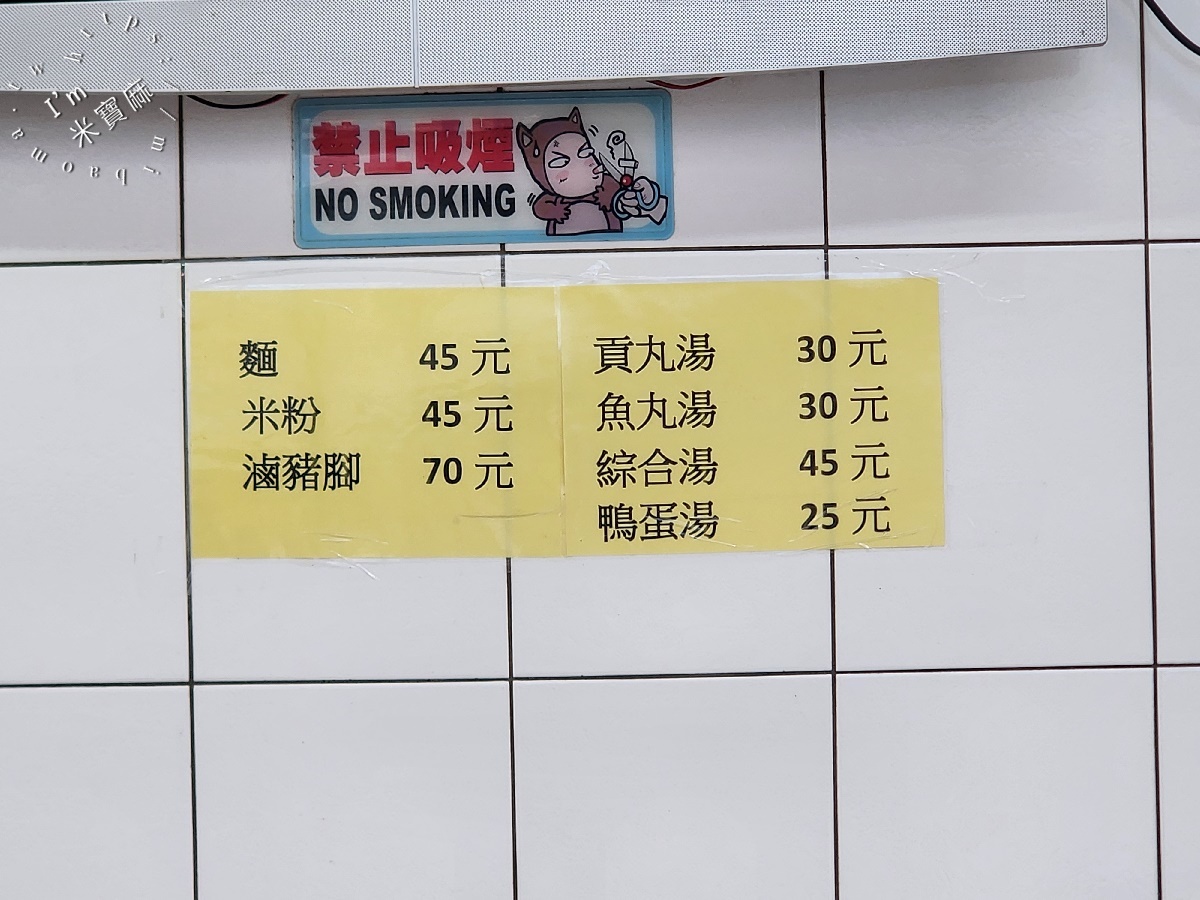 I'm
米寶麻
禁止吸煙
NO SMOKING
麵 45 元
米粉 45 元
滷豬腳 70 元
貢丸湯 30 元
魚丸湯 30 元
綜合湯 45 元
鴨蛋湯 25 元